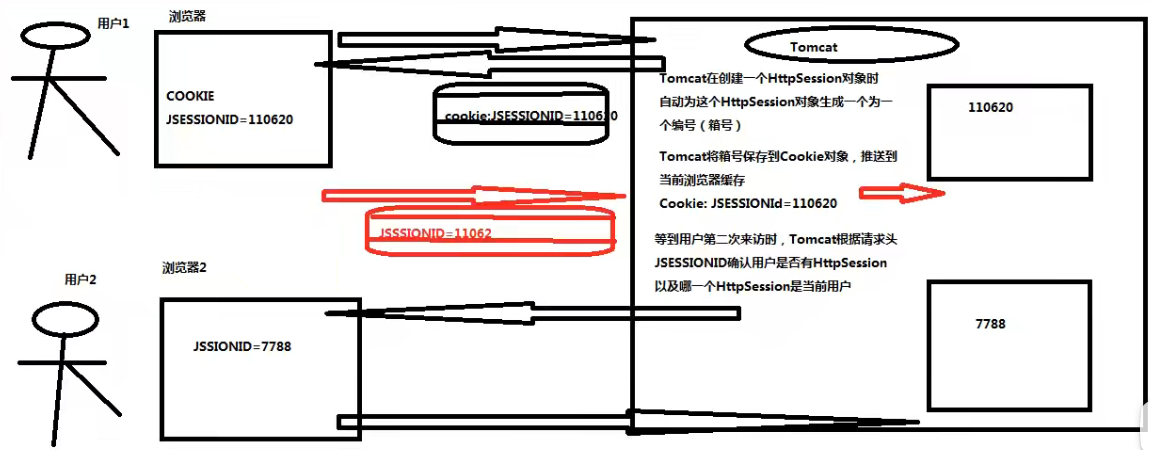 用户1
浏览器
COOKIE
JSESSIONID=110620
cookie:JSESSIONID=110620
Tomcat
Tomcat在创建一个HttpSession对象时
自动为这个HttpSession对象生成一个为一
个编号（箱号）
110620
Tomcat将箱号保存到Cookie对象，推送到
当前浏览器缓存
Cookie: JSESSIONId=110620
JSSSIONID=11062
等到用户第二次来访时，Tomcat根据请求头
JSESSIONID确认用户是否有HttpSession
以及哪一个HttpSession是当前用户
用户2
浏览器2
JSSIONID=7788
7788